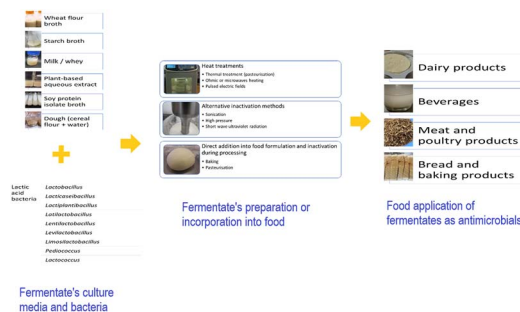 Wheat flour
broth
Starch broth
Milk / whey
Plant-based
aqueous extract
Soy protein
isolate broth
Dough (cereal
flour + water)
Lactic
acid
bacteria
Lactobacillus
Lacticaseibacillus
Lactiplantibacillus
Latilactobacillus
Lentilactobacillus
Levilactobacillus
Limosilactobacillus
Pediococcus
Lactococcus
Fermentate's culture
media and bacteria
Heat treatments
• Thermal treatment (pasteurisation)
• Ohmic or microwaves heating
• Pulsed electric fields
Alternative inactivation methods
• Sonication
• High pressure
• Short wave ultraviolet radiation
Direct addition into food formulation and inactivation
during processing
• Baking
• Pasteurisation
Fermentate's preparation or
incorporation into food
Dairy products
Beverages
Meat and
poultry products
Bread and
baking products
Food application of
fermentates as antimicrobials